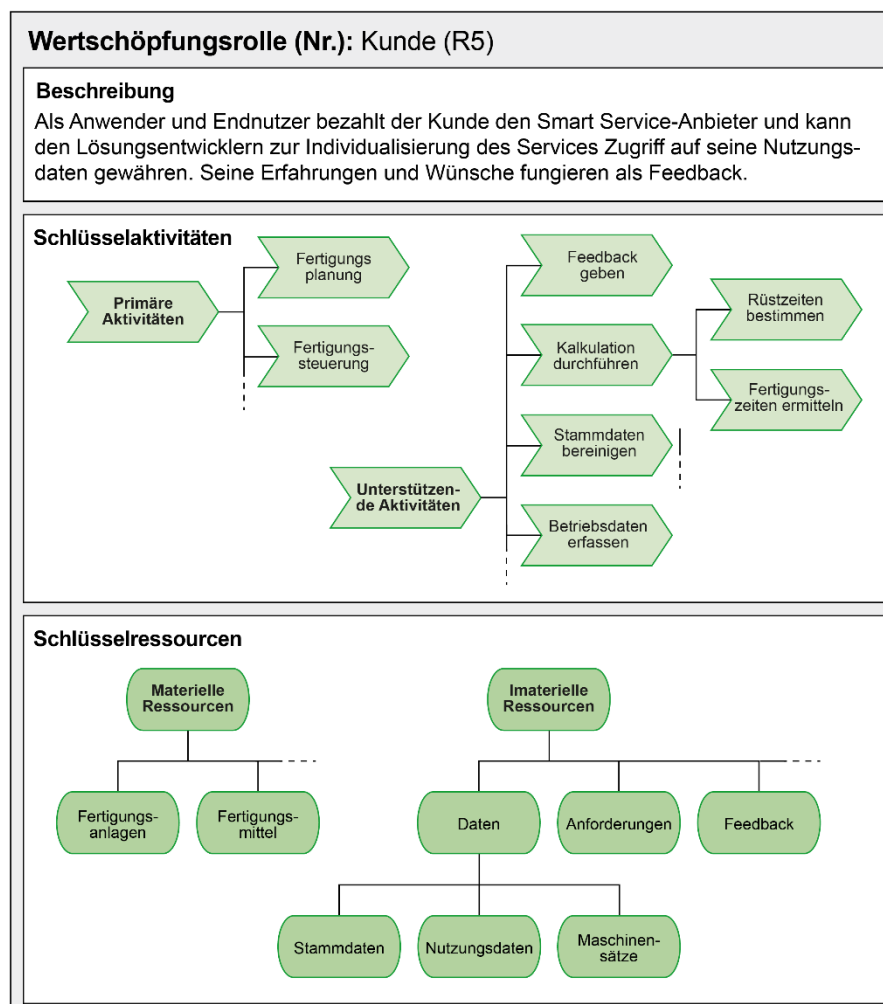 Wertschöpfungsrolle (Nr.): Kunde (R5)
Beschreibung
Als Anwender und Endnutzer bezahlt der Kunde den Smart Service-Anbieter und kann
den Lösungsentwicklern zur Individualisierung des Services Zugriff auf seine Nutzungs-
daten gewähren. Seine Erfahrungen und Wünsche fungieren als Feedback.
Schlüsselaktivitäten
Primäre
Aktivitäten
Fertigungs
planung
Fertigungs-
steuerung
Unterstützen-
de Aktivitäten
Feedback
geben
Kalkulation
durchführen
Rüstzeiten
bestimmen
Fertigungs-
zeiten ermitteln
Stammdaten
bereinigen
Betriebsdaten
erfassen
Schlüsselressourcen
Materielle
Ressourcen
Fertigungs-
anlagen
Fertigungs-
mittel
Imaterielle
Ressourcen
Daten
Anforderungen
Feedback
Stammdaten
Nutzungsdaten
Maschinen-
sätze